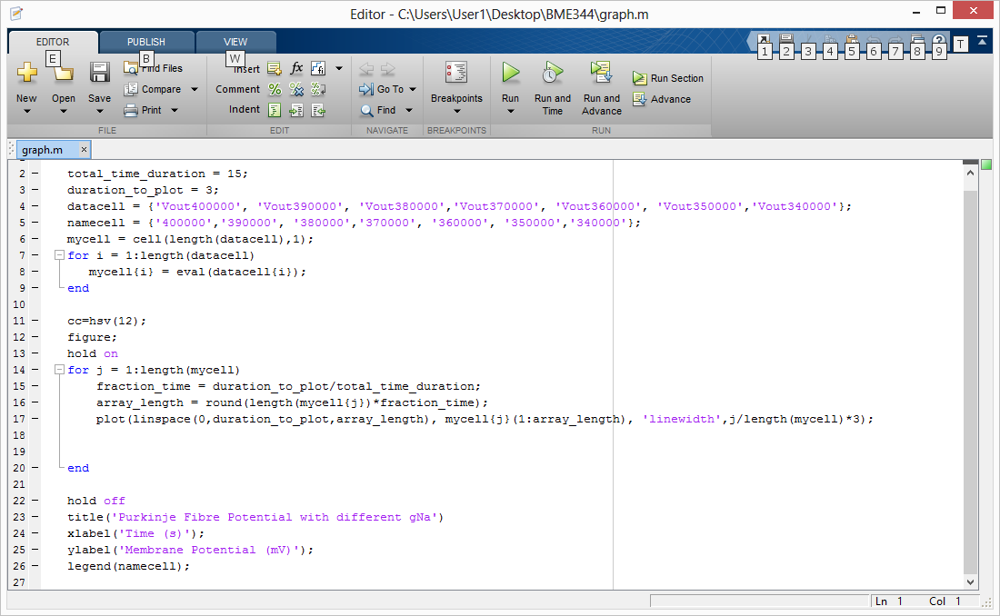 Editor - C:\Users\User1\Desktop\BME344\graph.m
EDITOR PUBLISH VIEW
E B W 1 2 3 4 5 6 7 8 9 T
New Open Save Find Files Compare Print
Insert Comment Indent
Go To Find
Breakpoints
Run Run and Time Run and Advance Run Section Advance
FILE EDIT NAVIGATE BREAKPOINTS RUN
graph.m
2 total_time_duration = 15;
3 duration_to_plot = 3;
4 datacell = {'Vout400000', 'Vout390000', 'Vout380000','Vout370000', 'Vout360000', 'Vout350000','Vout340000'};
5 namecell = {'400000','390000', '380000','370000', '360000', '350000','340000'};
6 mycell = cell(length(datacell),1);
7 for i = 1:length(datacell)
8 mycell{i} = eval(datacell{i});
9 end
10
11 cc=hsv(12);
12 figure;
13 hold on
14 for j = 1:length(mycell)
15 fraction_time = duration_to_plot/total_time_duration;
16 array_length = round(length(mycell{j})*fraction_time);
17 plot(linspace(0,duration_to_plot,array_length), mycell{j}(1:array_length), 'linewidth',j/length(mycell)*3);
18
19
20 end
21
22 hold off
23 title('Purkinje Fibre Potential with different gNa')
24 xlabel('Time (s)');
25 ylabel('Membrane Potential (mV)');
26 legend(namecell);
27
Ln 1 Col 1